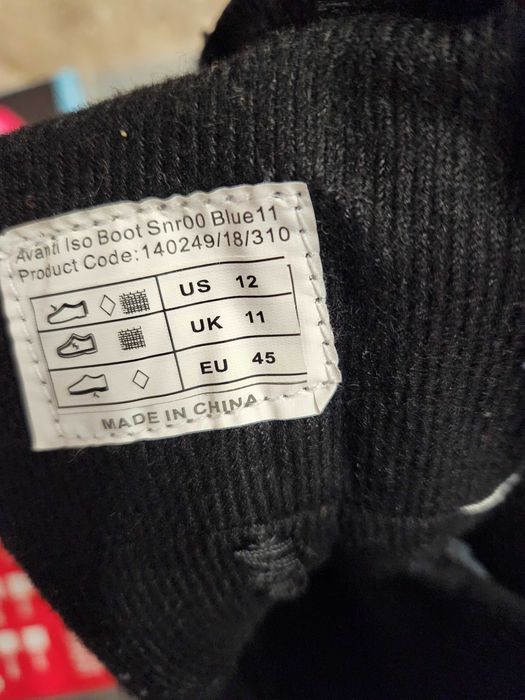 Avanti Iso Boot Snr00 Blue11
Product Code:140249/18/310
US 12
UK 11
EU 45
MADE IN CHINA